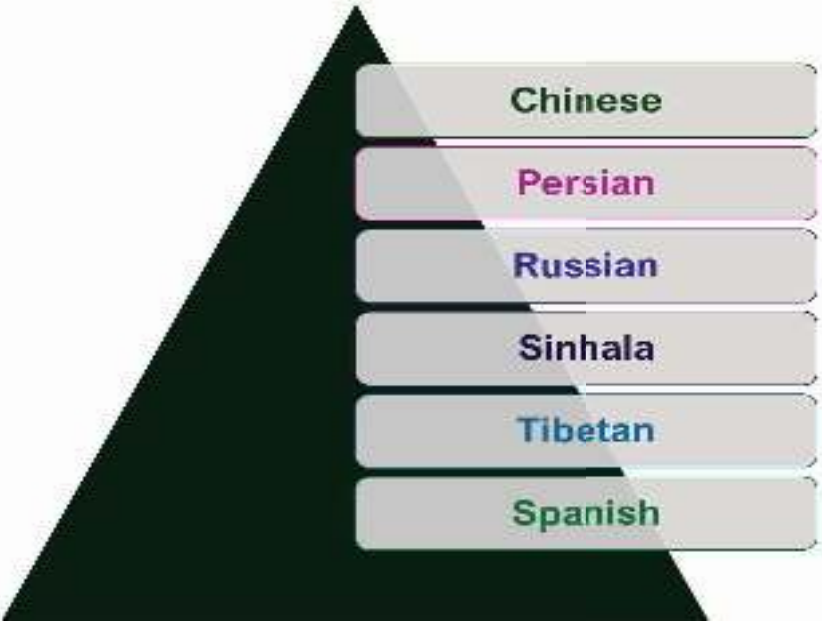 Chinese
Persian
Russian
Sinhala
Tibetan
Spanish